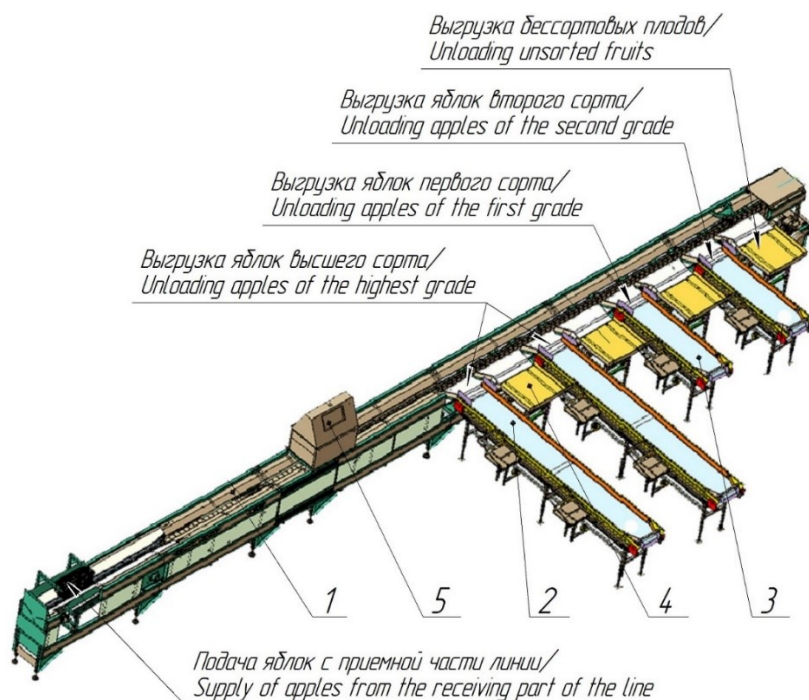 Выгрузка бессортовых плодов/
Unloading unsorted fruits
Выгрузка яблок второго сорта/
Unloading apples of the second grade
Выгрузка яблок первого сорта/
Unloading apples of the first grade
Выгрузка яблок высшего сорта/
Unloading apples of the highest grade
1
5
2
4
3
Подача яблок с приемной части линии/
Supply of apples from the receiving part of the line